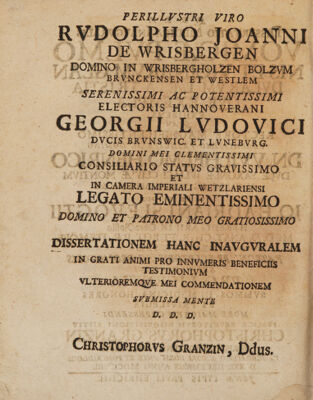 PERILLVSTRI VIRO
RVDOLPHO JOANNI
DE WRISBERGEN
DOMINO IN WRISBERGHOLZEN BOLZVM
BRVNCKENSEN ET WESTLEM
SERENISSIMI AC POTENTISSIMI
ELECTORIS HANNOVERANI
GEORGII LVDOVICI
DVCIS BRVNSWIC. ET LVNEBVRG.
DOMINI MEI CLEMENTISSIMI
CONSILIARIO STATVS GRAVISSIMO
ET
IN CAMERA IMPERIALI WETZLARIENSI
LEGATO EMINENTISSIMO
DOMINO ET PATRONO MEO GRATIOSISSIMO
DISSERTATIONEM HANC INAVGVRALEM
IN GRATI ANIMI PRO INNVMERIS BENEFICIIS
TESTIMONIVM
VLTERIOREMQVE MEI COMMENDATIONEM
SVBMISSA MENTE
D. D. D.
CHRISTOPHORVS GRANZIN, Ddus.